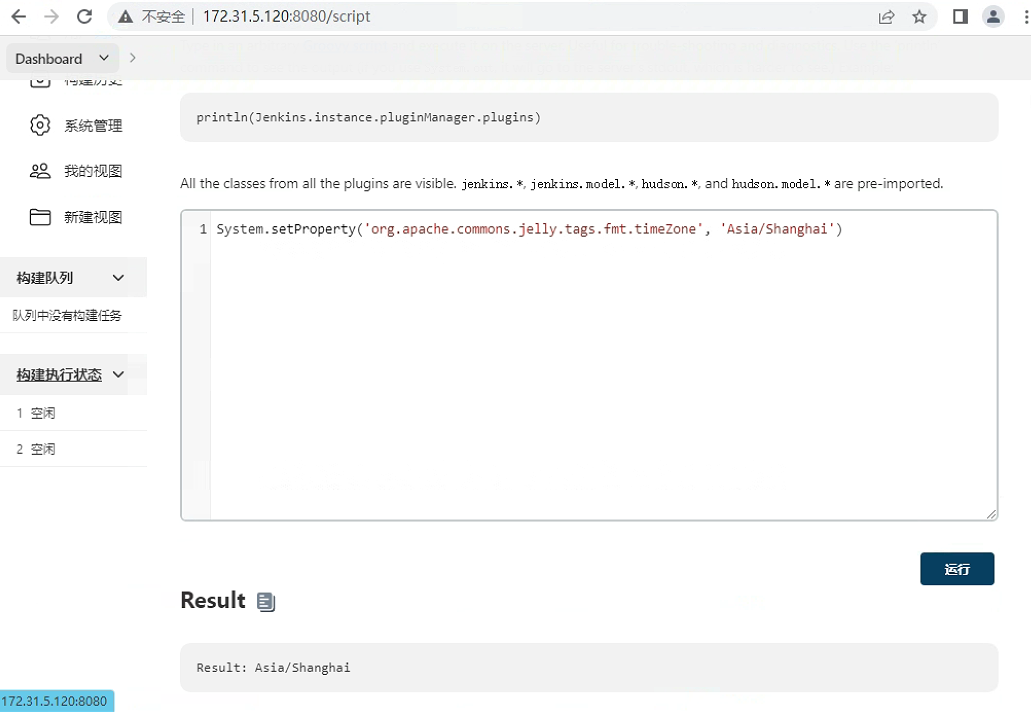 不安全
172.31.5.120:8080/script
Dashboard
构建历史
系统管理
我的视图
新建视图
构建队列
队列中没有构建任务
构建执行状态
1 空闲
2 空闲
println(Jenkins.instance.pluginManager.plugins)
All the classes from all the plugins are visible. jenkins.*, jenkins.model.*, hudson.*, and hudson.model.* are pre-imported.
1 System.setProperty('org.apache.commons.jelly.tags.fmt.timeZone', 'Asia/Shanghai')
运行
Result
Result: Asia/Shanghai
172.31.5.120:8080